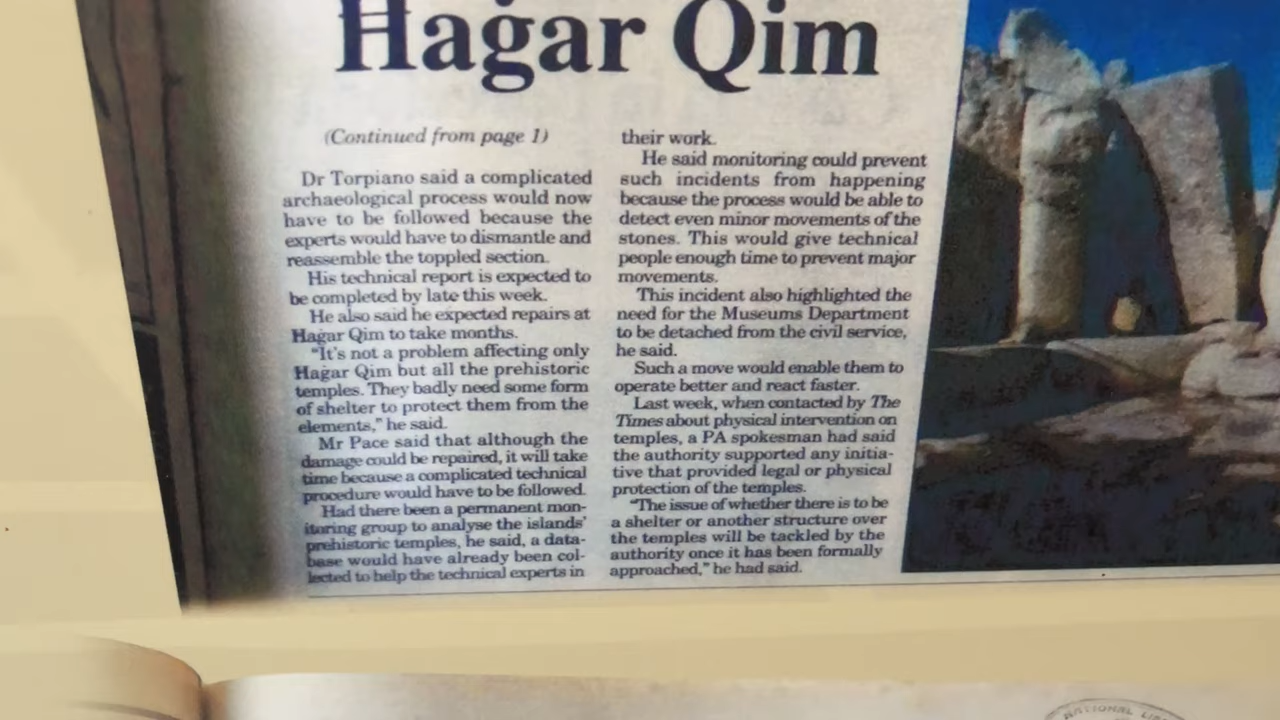 Ħaġar Qim
(Continued from page 1)
Dr Torpiano said a complicated
archaeological process would now
have to be followed because the
experts would have to dismantle and
reassemble the toppled section.
His technical report is expected to
be completed by late this week.
He also said he expected repairs at
Ħaġar Qim to take months.
"It's not a problem affecting only
Ħaġar Qim but all the prehistoric
temples. They badly need some form
of shelter to protect them from the
elements," he said.
Mr Pace said that although the
damage could be repaired, it will take
time because a complicated technical
procedure would have to be followed.
Had there been a permanent mon-
itoring group to analyse the islands'
prehistoric temples, he said, a data-
base would have already been col-
lected to help the technical experts in
their work.
He said monitoring could prevent
such incidents from happening
because the process would be able to
detect even minor movements of the
stones. This would give technical
people enough time to prevent major
movements.
This incident also highlighted the
need for the Museums Department
to be detached from the civil service,
he said.
Such a move would enable them to
operate better and react faster.
Last week, when contacted by The
Times about physical intervention on
temples, a PA spokesman had said
the authority supported any initia-
tive that provided legal or physical
protection of the temples.
"The issue of whether there is to be
a shelter or another structure over
the temples will be tackled by the
authority once it has been formally
approached," he had said.
NATIONAL